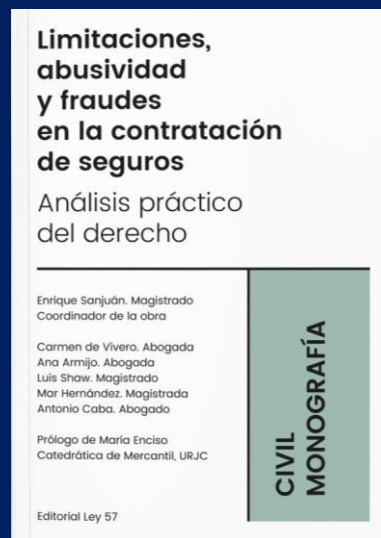 Limitaciones,
abusividad
y fraudes
en la contratación
de seguros
Análisis práctico
del derecho
Enrique Sanjuán. Magistrado
Coordinador de la obra
Carmen de Vivero. Abogada
Ana Armijo. Abogada
Luis Shaw. Magistrado
Mar Hernández. Magistrada
Antonio Caba. Abogado
Prólogo de María Enciso
Catedrática de Mercantil, URJC
Editorial Ley 57
CIVIL
MONOGRAFÍA